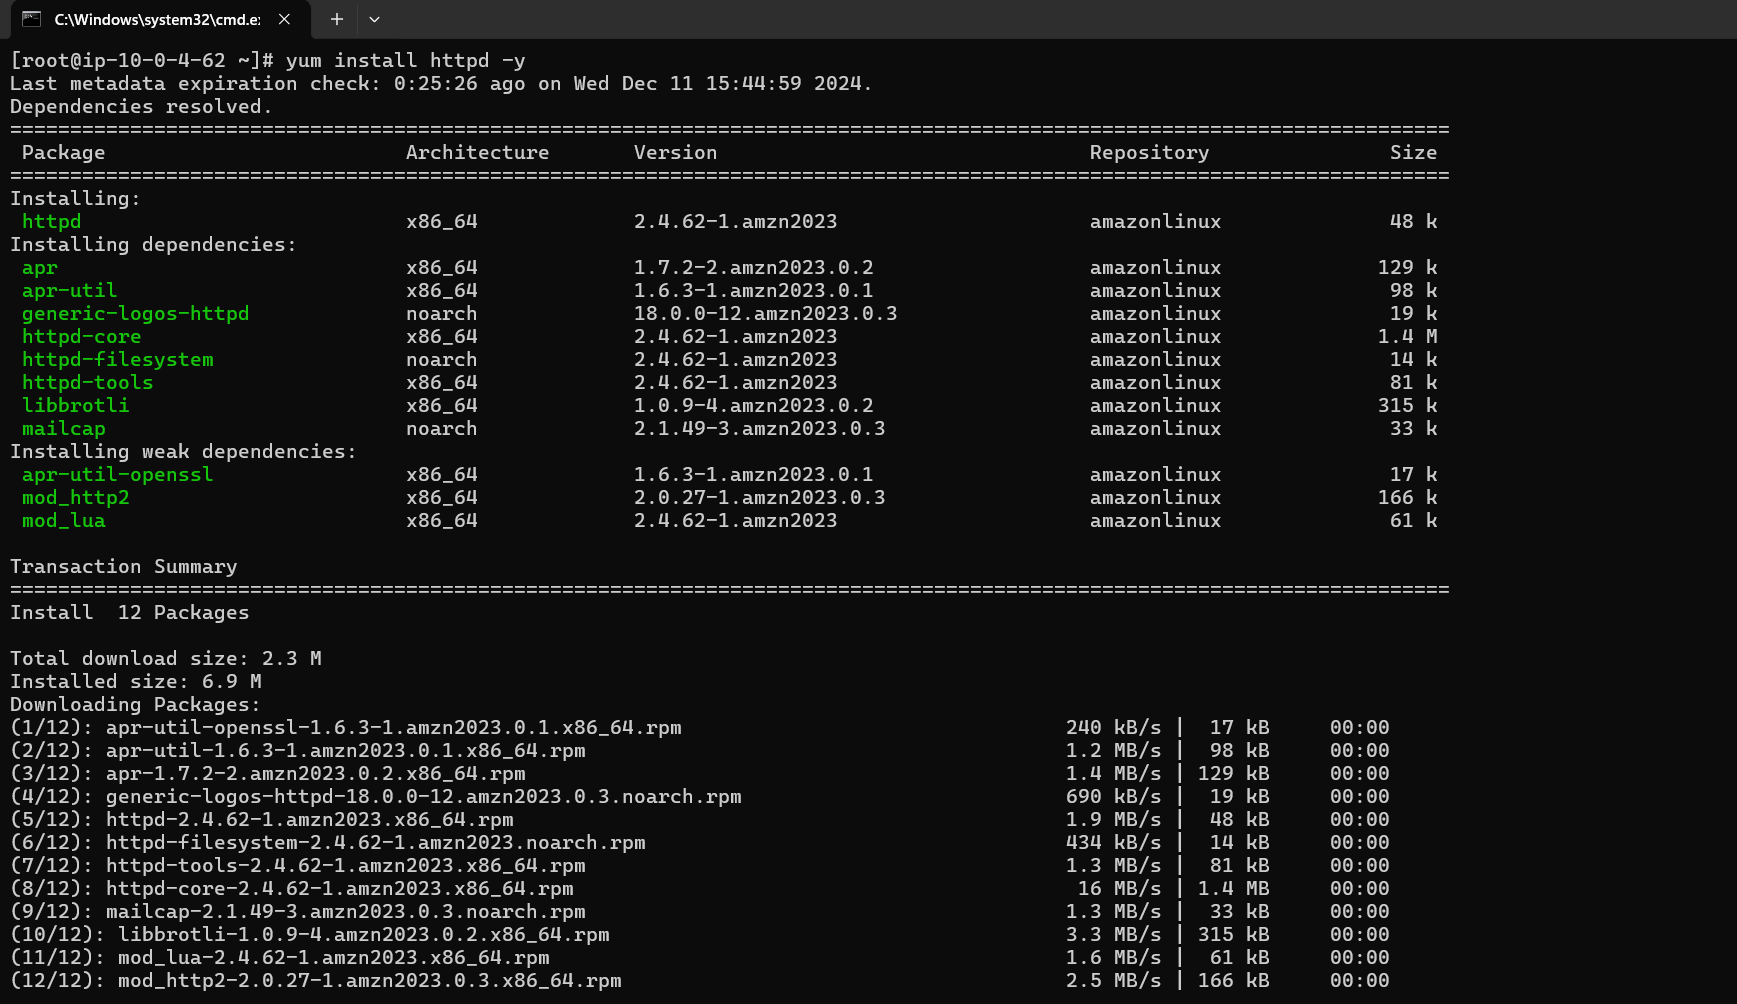 C:\Windows\system32\cmd.e
[root@ip-10-0-4-62 ~]# yum install httpd -y
Last metadata expiration check: 0:25:26 ago on Wed Dec 11 15:44:59 2024.
Dependencies resolved.
========================================================================================================================
Package Architecture Version Repository Size
========================================================================================================================
Installing:
httpd x86_64 2.4.62-1.amzn2023 amazonlinux 48 k
Installing dependencies:
apr x86_64 1.7.2-2.amzn2023.0.2 amazonlinux 129 k
apr-util x86_64 1.6.3-1.amzn2023.0.1 amazonlinux 98 k
generic-logos-httpd noarch 18.0.0-12.amzn2023.0.3 amazonlinux 19 k
httpd-core x86_64 2.4.62-1.amzn2023 amazonlinux 1.4 M
httpd-filesystem noarch 2.4.62-1.amzn2023 amazonlinux 14 k
httpd-tools x86_64 2.4.62-1.amzn2023 amazonlinux 81 k
libbrotli x86_64 1.0.9-4.amzn2023.0.2 amazonlinux 315 k
mailcap noarch 2.1.49-3.amzn2023.0.3 amazonlinux 33 k
Installing weak dependencies:
apr-util-openssl x86_64 1.6.3-1.amzn2023.0.1 amazonlinux 17 k
mod_http2 x86_64 2.0.27-1.amzn2023.0.3 amazonlinux 166 k
mod_lua x86_64 2.4.62-1.amzn2023 amazonlinux 61 k
Transaction Summary
========================================================================================================================
Install 12 Packages
Total download size: 2.3 M
Installed size: 6.9 M
Downloading Packages:
(1/12): apr-util-openssl-1.6.3-1.amzn2023.0.1.x86_64.rpm 240 kB/s | 17 kB 00:00
(2/12): apr-util-1.6.3-1.amzn2023.0.1.x86_64.rpm 1.2 MB/s | 98 kB 00:00
(3/12): apr-1.7.2-2.amzn2023.0.2.x86_64.rpm 1.4 MB/s | 129 kB 00:00
(4/12): generic-logos-httpd-18.0.0-12.amzn2023.0.3.noarch.rpm 690 kB/s | 19 kB 00:00
(5/12): httpd-2.4.62-1.amzn2023.x86_64.rpm 1.9 MB/s | 48 kB 00:00
(6/12): httpd-filesystem-2.4.62-1.amzn2023.noarch.rpm 434 kB/s | 14 kB 00:00
(7/12): httpd-tools-2.4.62-1.amzn2023.x86_64.rpm 1.3 MB/s | 81 kB 00:00
(8/12): httpd-core-2.4.62-1.amzn2023.x86_64.rpm 16 MB/s | 1.4 MB 00:00
(9/12): mailcap-2.1.49-3.amzn2023.0.3.noarch.rpm 1.3 MB/s | 33 kB 00:00
(10/12): libbrotli-1.0.9-4.amzn2023.0.2.x86_64.rpm 3.3 MB/s | 315 kB 00:00
(11/12): mod_lua-2.4.62-1.amzn2023.x86_64.rpm 1.6 MB/s | 61 kB 00:00
(12/12): mod_http2-2.0.27-1.amzn2023.0.3.x86_64.rpm 2.5 MB/s | 166 kB 00:00